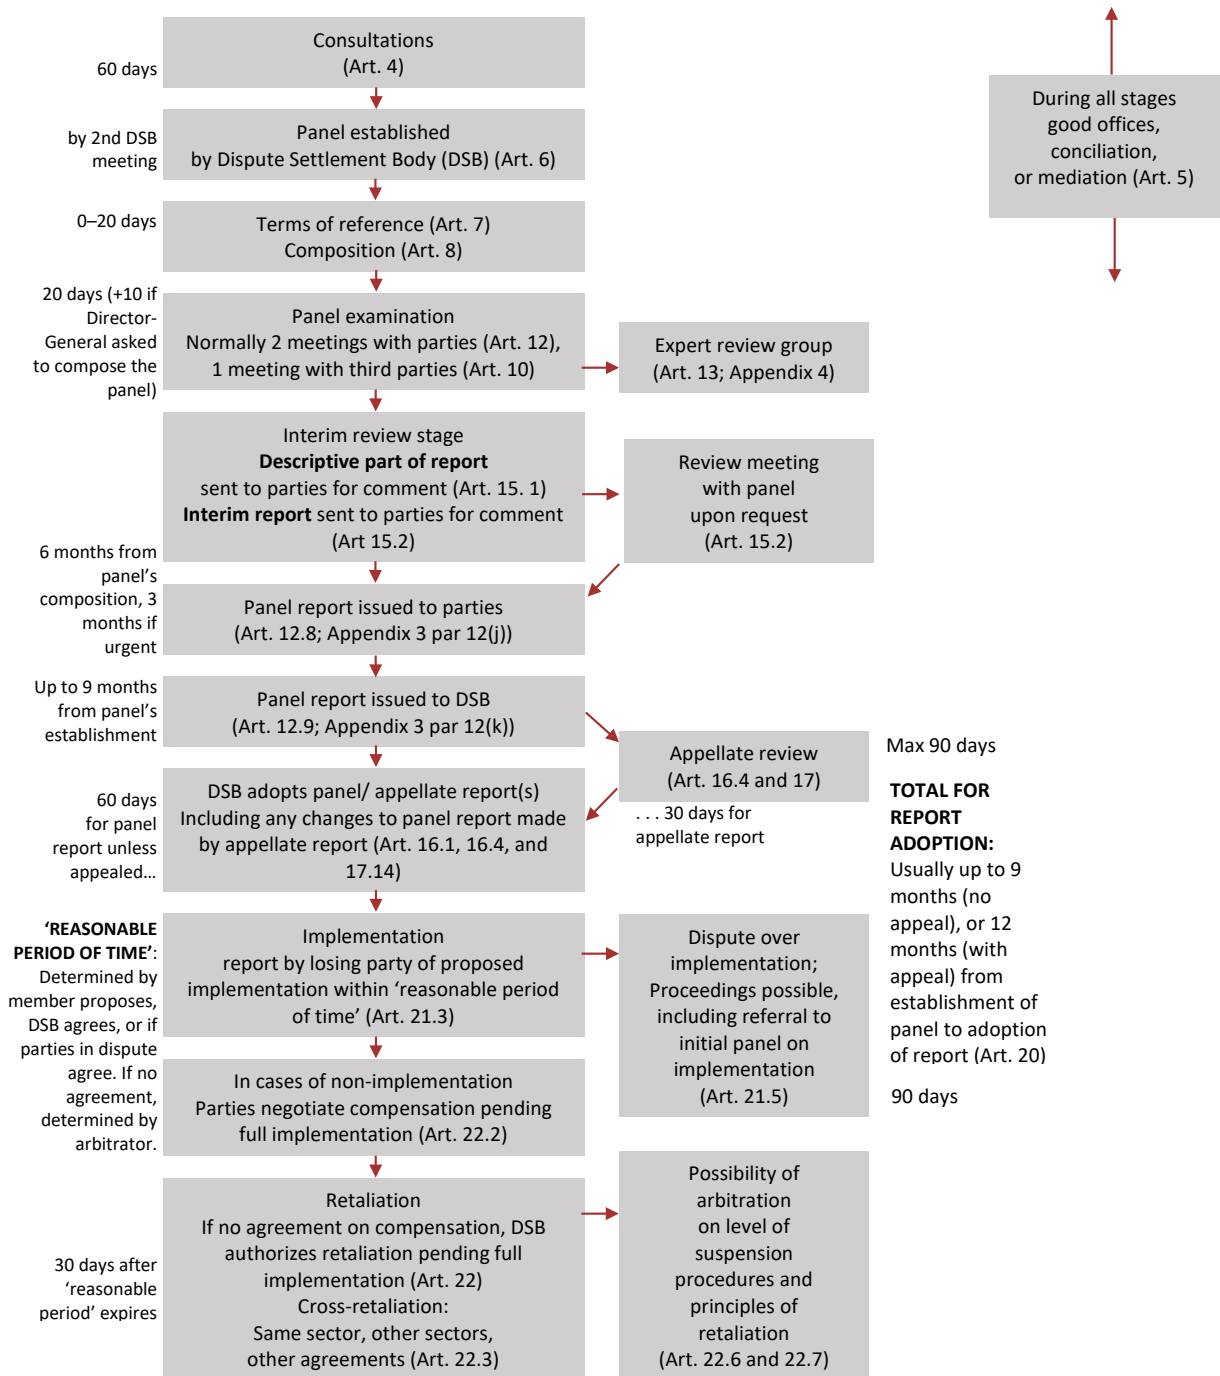 60 days
Consultations
(Art. 4)
by 2nd DSB
meeting
Panel established
by Dispute Settlement Body (DSB) (Art. 6)
0–20 days
Terms of reference (Art. 7)
Composition (Art. 8)
20 days (+10 if
Director-
General asked
to compose the
panel)
Panel examination
Normally 2 meetings with parties (Art. 12),
1 meeting with third parties (Art. 10)
Expert review group
(Art. 13; Appendix 4)
Interim review stage
Descriptive part of report
sent to parties for comment (Art. 15. 1)
Interim report sent to parties for comment
(Art 15.2)
Review meeting
with panel
upon request
(Art. 15.2)
6 months from
panel’s
composition, 3
months if
urgent
Panel report issued to parties
(Art. 12.8; Appendix 3 par 12(j))
Up to 9 months
from panel’s
establishment
Panel report issued to DSB
(Art. 12.9; Appendix 3 par 12(k))
Appellate review
(Art. 16.4 and 17)
. . . 30 days for
appellate report
60 days
for panel
report unless
appealed…
DSB adopts panel/ appellate report(s)
Including any changes to panel report made
by appellate report (Art. 16.1, 16.4, and
17.14)
‘REASONABLE
PERIOD OF TIME’:
Determined by
member proposes,
DSB agrees, or if
parties in dispute
agree. If no
agreement,
determined by
arbitrator.
Implementation
report by losing party of proposed
implementation within ‘reasonable period
of time’ (Art. 21.3)
Dispute over
implementation;
Proceedings possible,
including referral to
initial panel on
implementation
(Art. 21.5)
In cases of non-implementation
Parties negotiate compensation pending
full implementation (Art. 22.2)
30 days after
‘reasonable
period’ expires
Retaliation
If no agreement on compensation, DSB
authorizes retaliation pending full
implementation (Art. 22)
Cross-retaliation:
Same sector, other sectors,
other agreements (Art. 22.3)
Possibility of
arbitration
on level of
suspension
procedures and
principles of
retaliation
(Art. 22.6 and 22.7)
During all stages
good offices,
conciliation,
or mediation (Art. 5)
Max 90 days
TOTAL FOR
REPORT
ADOPTION:
Usually up to 9
months (no
appeal), or 12
months (with
appeal) from
establishment of
panel to adoption
of report (Art. 20)
90 days